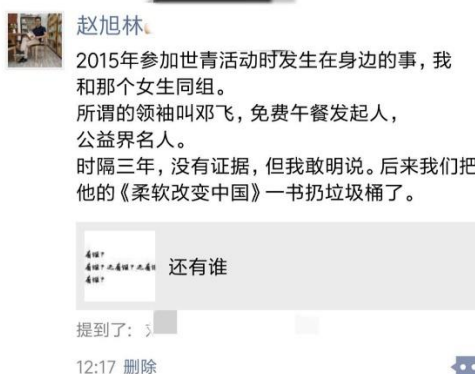 赵旭林
2015年参加世青活动时发生在身边的事，我
和那个女生同组。
所谓的领袖叫邓飞，免费午餐发起人，
公益界名人。
时隔三年，没有证据，但我敢明说。后来我们把
他的《柔软改变中国》一书扔垃圾桶了。
还有谁
提到了：
12:17 删除